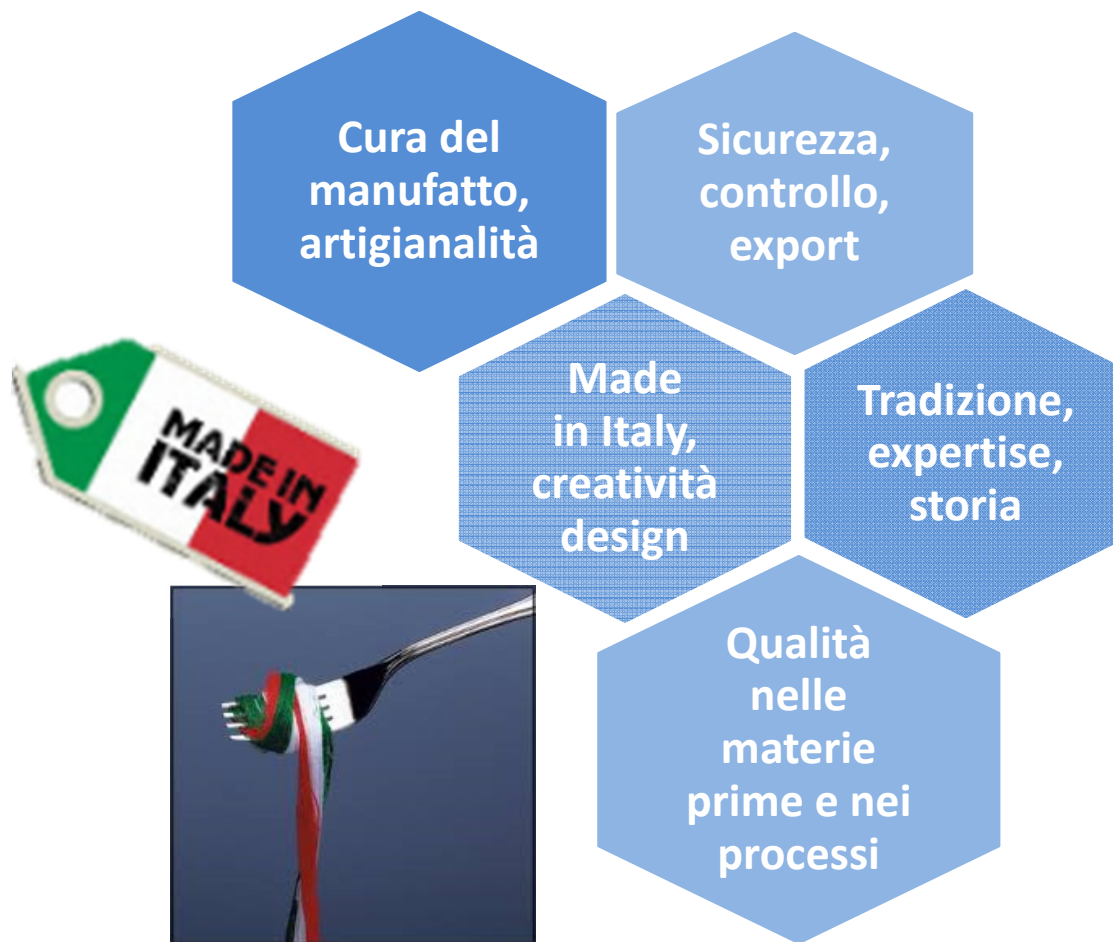 Cura del
manufatto,
artigianalità
Sicurezza,
controllo,
export
Made
in Italy,
creatività
design
Tradizione,
expertise,
storia
MADE IN
ITALY
Qualità
nelle
materie
prime e nei
processi